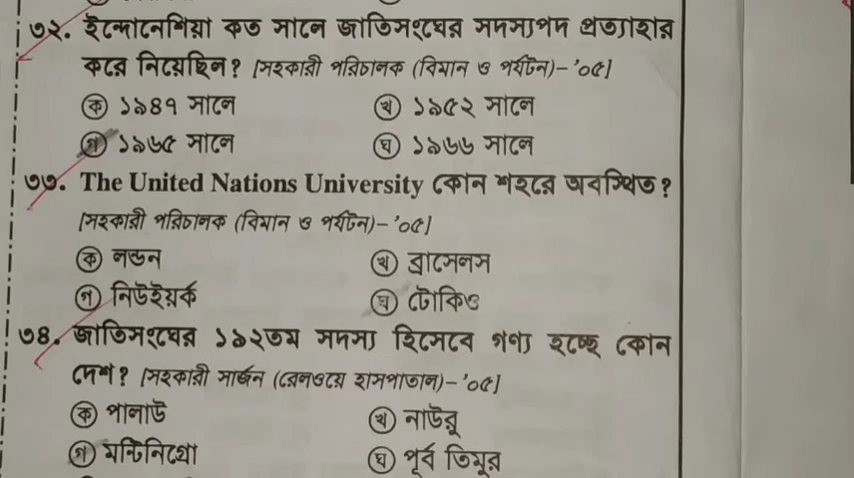 ৩২. ইন্দোনেশিয়া কত সালে জাতিসংঘের সদস্যপদ প্রত্যাহার
করে নিয়েছিল? [সহকারী পরিচালক (বিমান ও পর্যটন)–'০৫]
ক ১৯৪৭ সালে খ ১৯৫২ সালে
গ ১৯৬৫ সালে ঘ ১৯৬৬ সালে
৩৩. The United Nations University কোন শহরে অবস্থিত?
[সহকারী পরিচালক (বিমান ও পর্যটন)–'০৫]
ক লন্ডন খ ব্রাসেলস
গ নিউইয়র্ক ঘ টোকিও
৩৪. জাতিসংঘের ১৯২তম সদস্য হিসেবে গণ্য হচ্ছে কোন
দেশ? [সহকারী সার্জন (রেলওয়ে হাসপাতাল)–'০৫]
ক পালাউ খ নাউরু
গ মন্টিনিগ্রো ঘ পূর্ব তিমুর